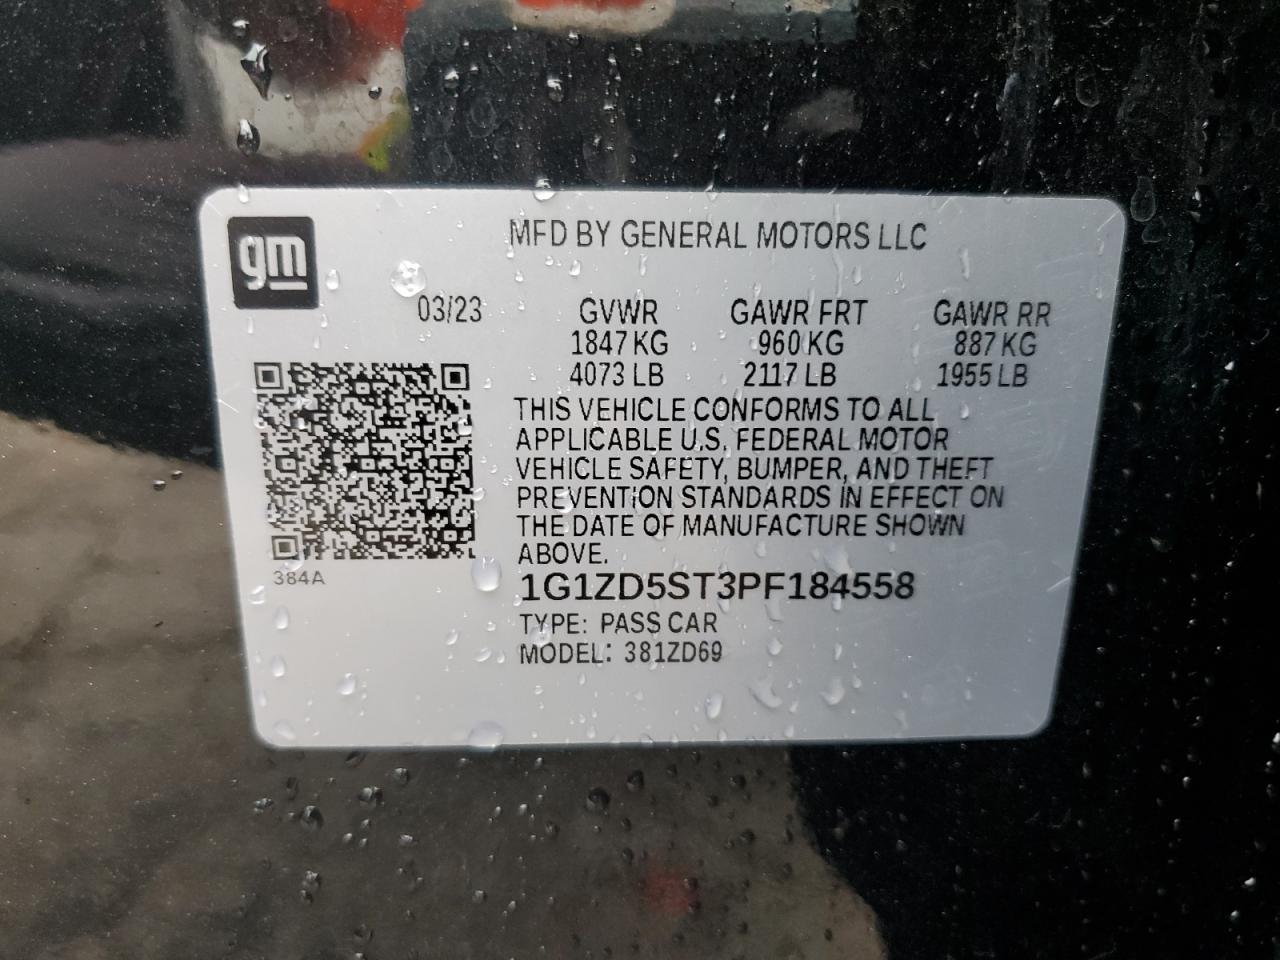 gm
MFD BY GENERAL MOTORS LLC
03/23 GVWR GAWR FRT GAWR RR
1847 KG 960 KG 887 KG
4073 LB 2117 LB 1955 LB
THIS VEHICLE CONFORMS TO ALL
APPLICABLE U.S. FEDERAL MOTOR
VEHICLE SAFETY, BUMPER, AND THEFT
PREVENTION STANDARDS IN EFFECT ON
THE DATE OF MANUFACTURE SHOWN
ABOVE.
384A
1G1ZD5ST3PF184558
TYPE: PASS CAR
MODEL: 381ZD69